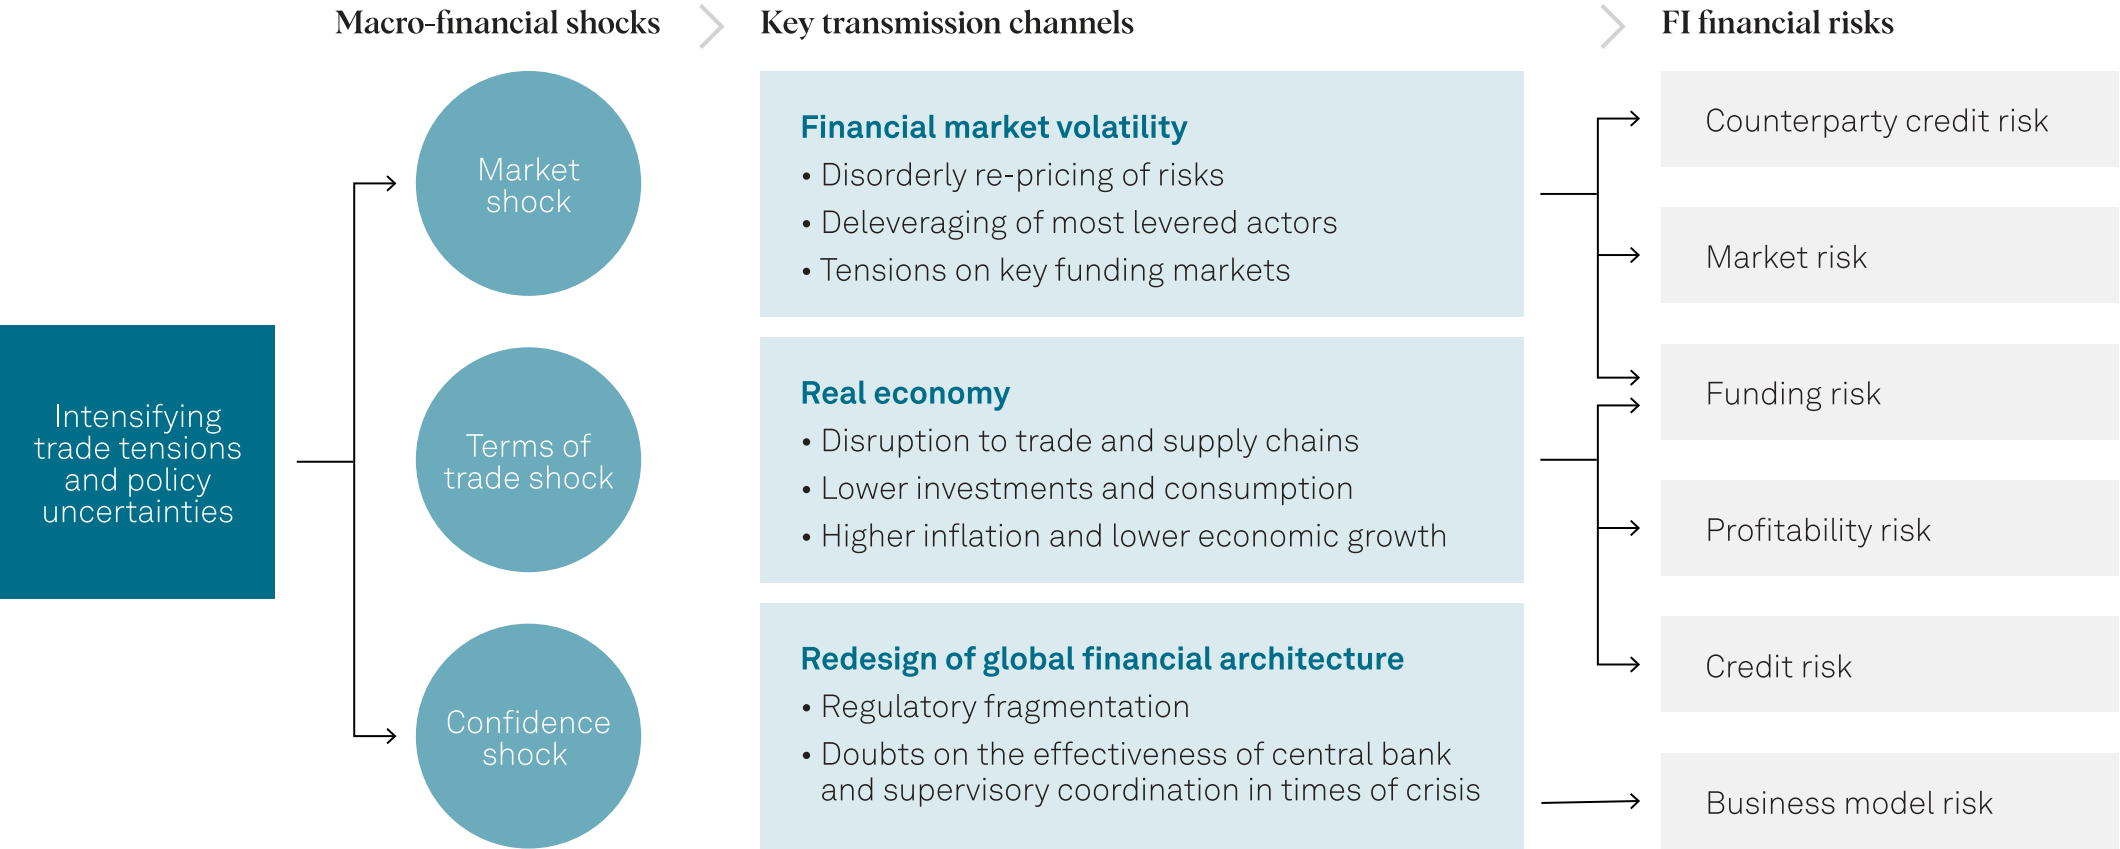 Macro-financial shocks
Key transmission channels
FI financial risks
Intensifying
trade tensions
and policy
uncertainties
Market
shock
Terms of
trade shock
Confidence
shock
Financial market volatility
• Disorderly re-pricing of risks
• Deleveraging of most levered actors
• Tensions on key funding markets
Real economy
• Disruption to trade and supply chains
• Lower investments and consumption
• Higher inflation and lower economic growth
Redesign of global financial architecture
• Regulatory fragmentation
• Doubts on the effectiveness of central bank
and supervisory coordination in times of crisis
Counterparty credit risk
Market risk
Funding risk
Profitability risk
Credit risk
Business model risk